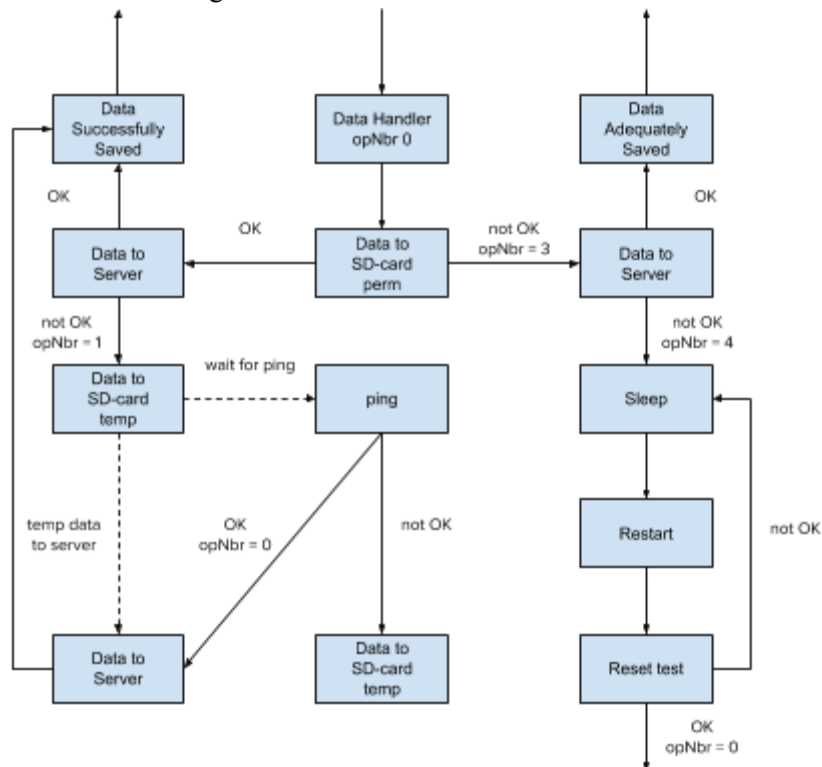 Data
Successfully
Saved
Data Handler
opNbr 0
Data
Adequately
Saved
OK
OK
Data to
Server
OK
Data to
SD-card
perm
not OK
opNbr = 3
Data to
Server
not OK
opNbr = 1
not OK
opNbr = 4
Data to
SD-card
temp
wait for ping
ping
Sleep
temp data
to server
OK
opNbr = 0
not OK
Restart
not OK
Data to
Server
Data to
SD-card
temp
Reset test
OK
opNbr = 0